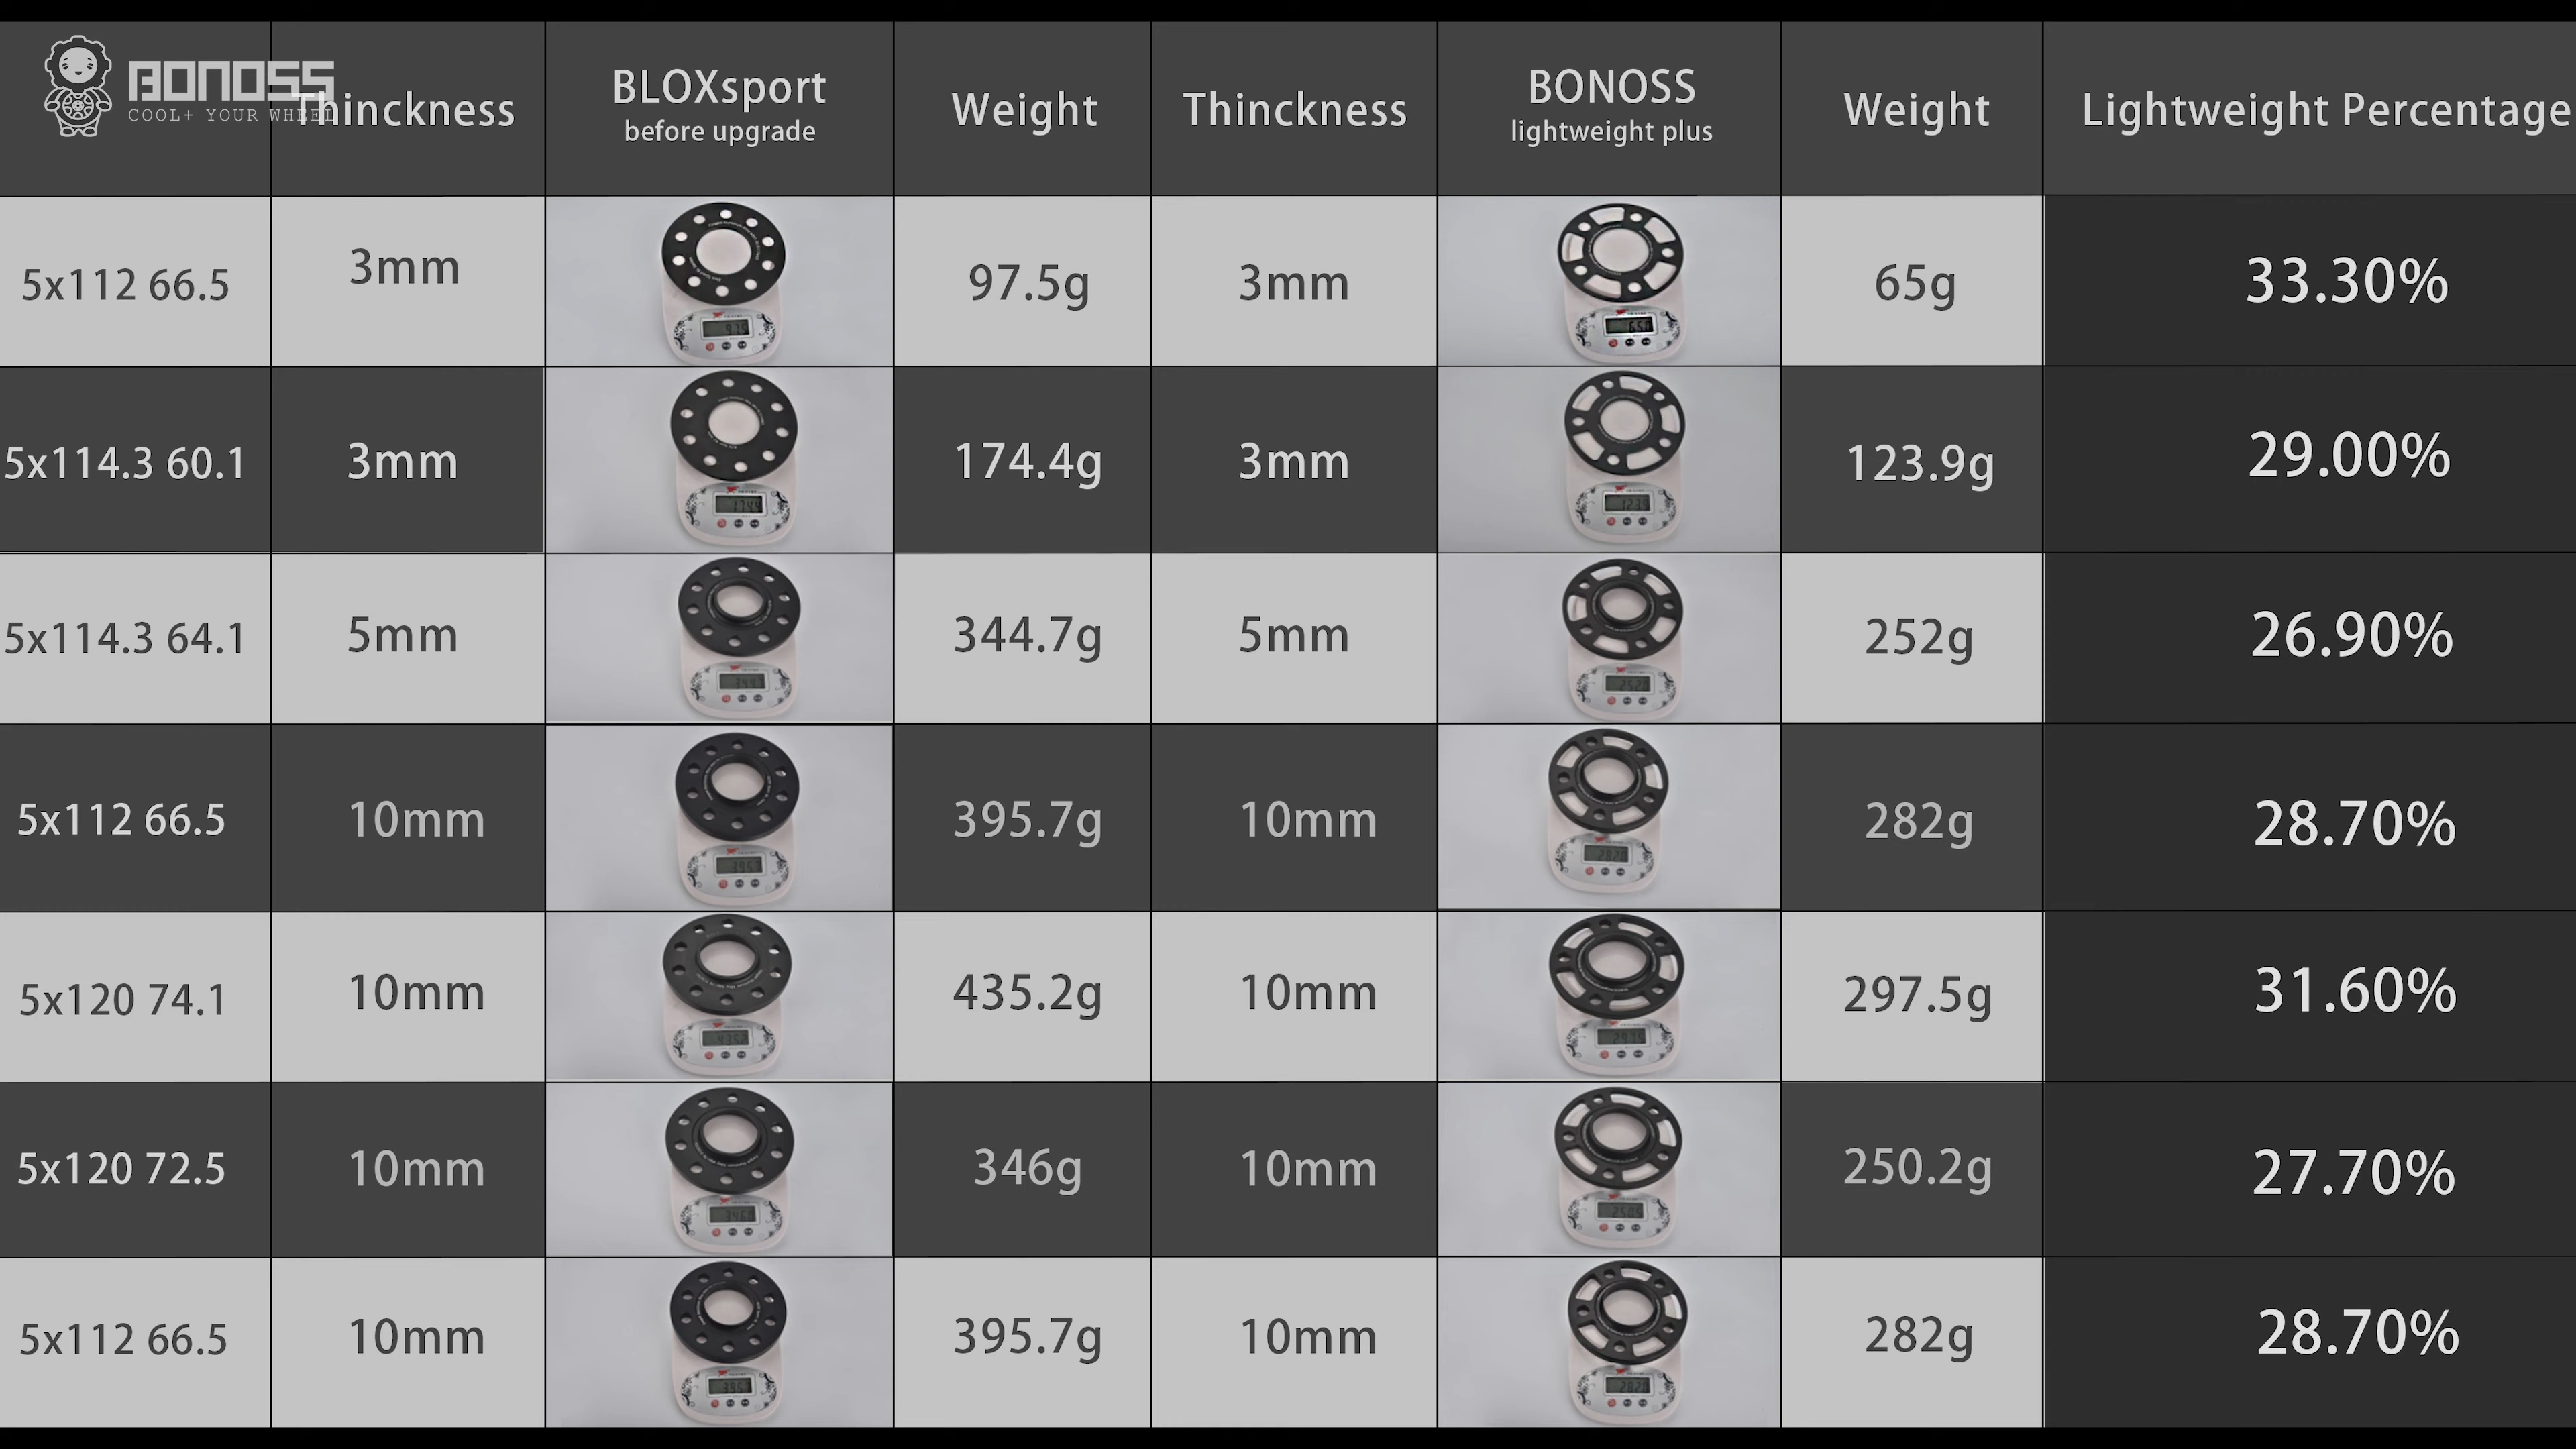 BONOSS
COOL+ YOUR WHEEL
Thinckness
BLOXsport
before upgrade
Weight
Thinckness
BONOSS
lightweight plus
Weight
Lightweight Percentage
5x112 66.5
3mm
97.5g
3mm
65g
33.30%
5x114.3 60.1
3mm
174.4g
3mm
123.9g
29.00%
5x114.3 64.1
5mm
344.7g
5mm
252g
26.90%
5x112 66.5
10mm
395.7g
10mm
282g
28.70%
5x120 74.1
10mm
435.2g
10mm
297.5g
31.60%
5x120 72.5
10mm
346g
10mm
250.2g
27.70%
5x112 66.5
10mm
395.7g
10mm
282g
28.70%